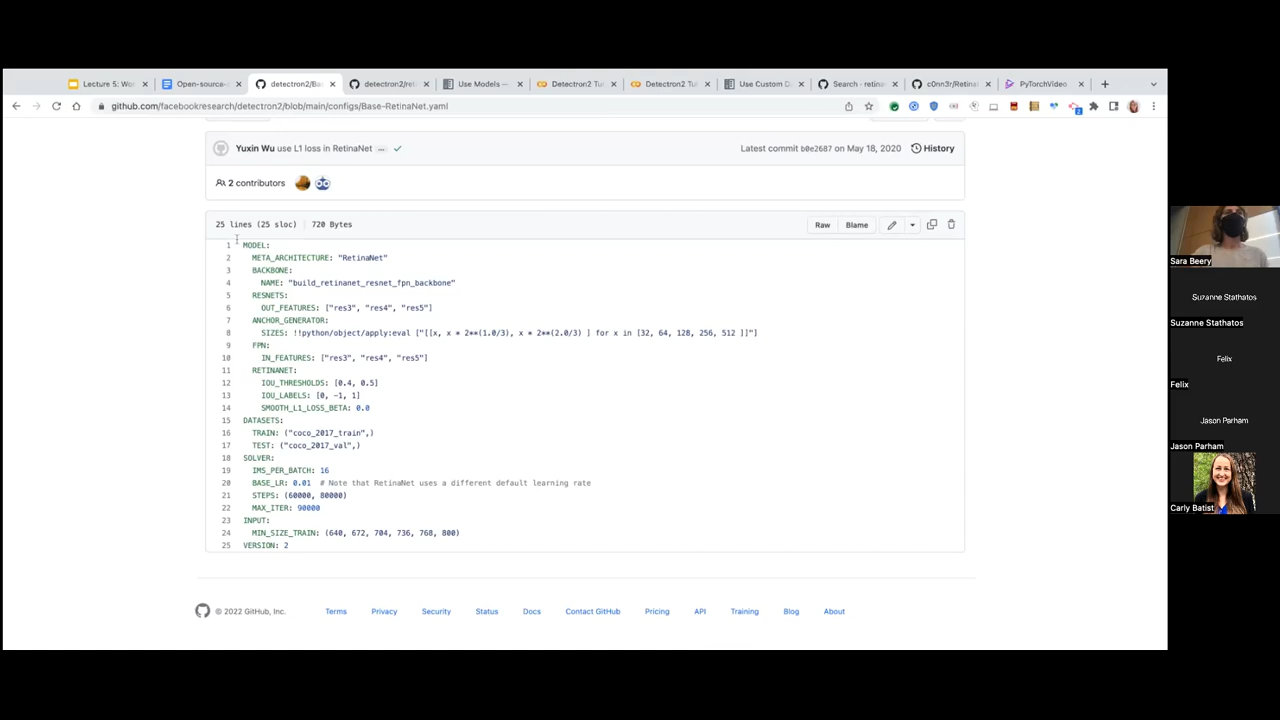 Lecture 5: Wor
Open-source-
detectron2/Ba
detectron2/ret
Use Models —
Detectron2 Tut
Detectron2 Tut
Use Custom D
Search · retina
c0nn3r/Retina
PyTorchVideo
github.com/facebookresearch/detectron2/blob/main/configs/Base-RetinaNet.yaml
Yuxin Wu use L1 loss in RetinaNet ...
Latest commit b0e2687 on May 18, 2020
History
2 contributors
25 lines (25 sloc) | 720 Bytes
Raw
Blame
1 MODEL:
2 META_ARCHITECTURE: "RetinaNet"
3 BACKBONE:
4 NAME: "build_retinanet_resnet_fpn_backbone"
5 RESNETS:
6 OUT_FEATURES: ["res3", "res4", "res5"]
7 ANCHOR_GENERATOR:
8 SIZES: !!python/object/apply:eval ["[[x, x * 2**(1.0/3), x * 2**(2.0/3) ] for x in [32, 64, 128, 256, 512 ]]"]
9 FPN:
10 IN_FEATURES: ["res3", "res4", "res5"]
11 RETINANET:
12 IOU_THRESHOLDS: [0.4, 0.5]
13 IOU_LABELS: [0, -1, 1]
14 SMOOTH_L1_LOSS_BETA: 0.0
15 DATASETS:
16 TRAIN: ("coco_2017_train",)
17 TEST: ("coco_2017_val",)
18 SOLVER:
19 IMS_PER_BATCH: 16
20 BASE_LR: 0.01 # Note that RetinaNet uses a different default learning rate
21 STEPS: (60000, 80000)
22 MAX_ITER: 90000
23 INPUT:
24 MIN_SIZE_TRAIN: (640, 672, 704, 736, 768, 800)
25 VERSION: 2
© 2022 GitHub, Inc.
Terms
Privacy
Security
Status
Docs
Contact GitHub
Pricing
API
Training
Blog
About
Sara Beery
Suzanne Stathatos
Suzanne Stathatos
Felix
Felix
Jason Parham
Jason Parham
Carly Batist